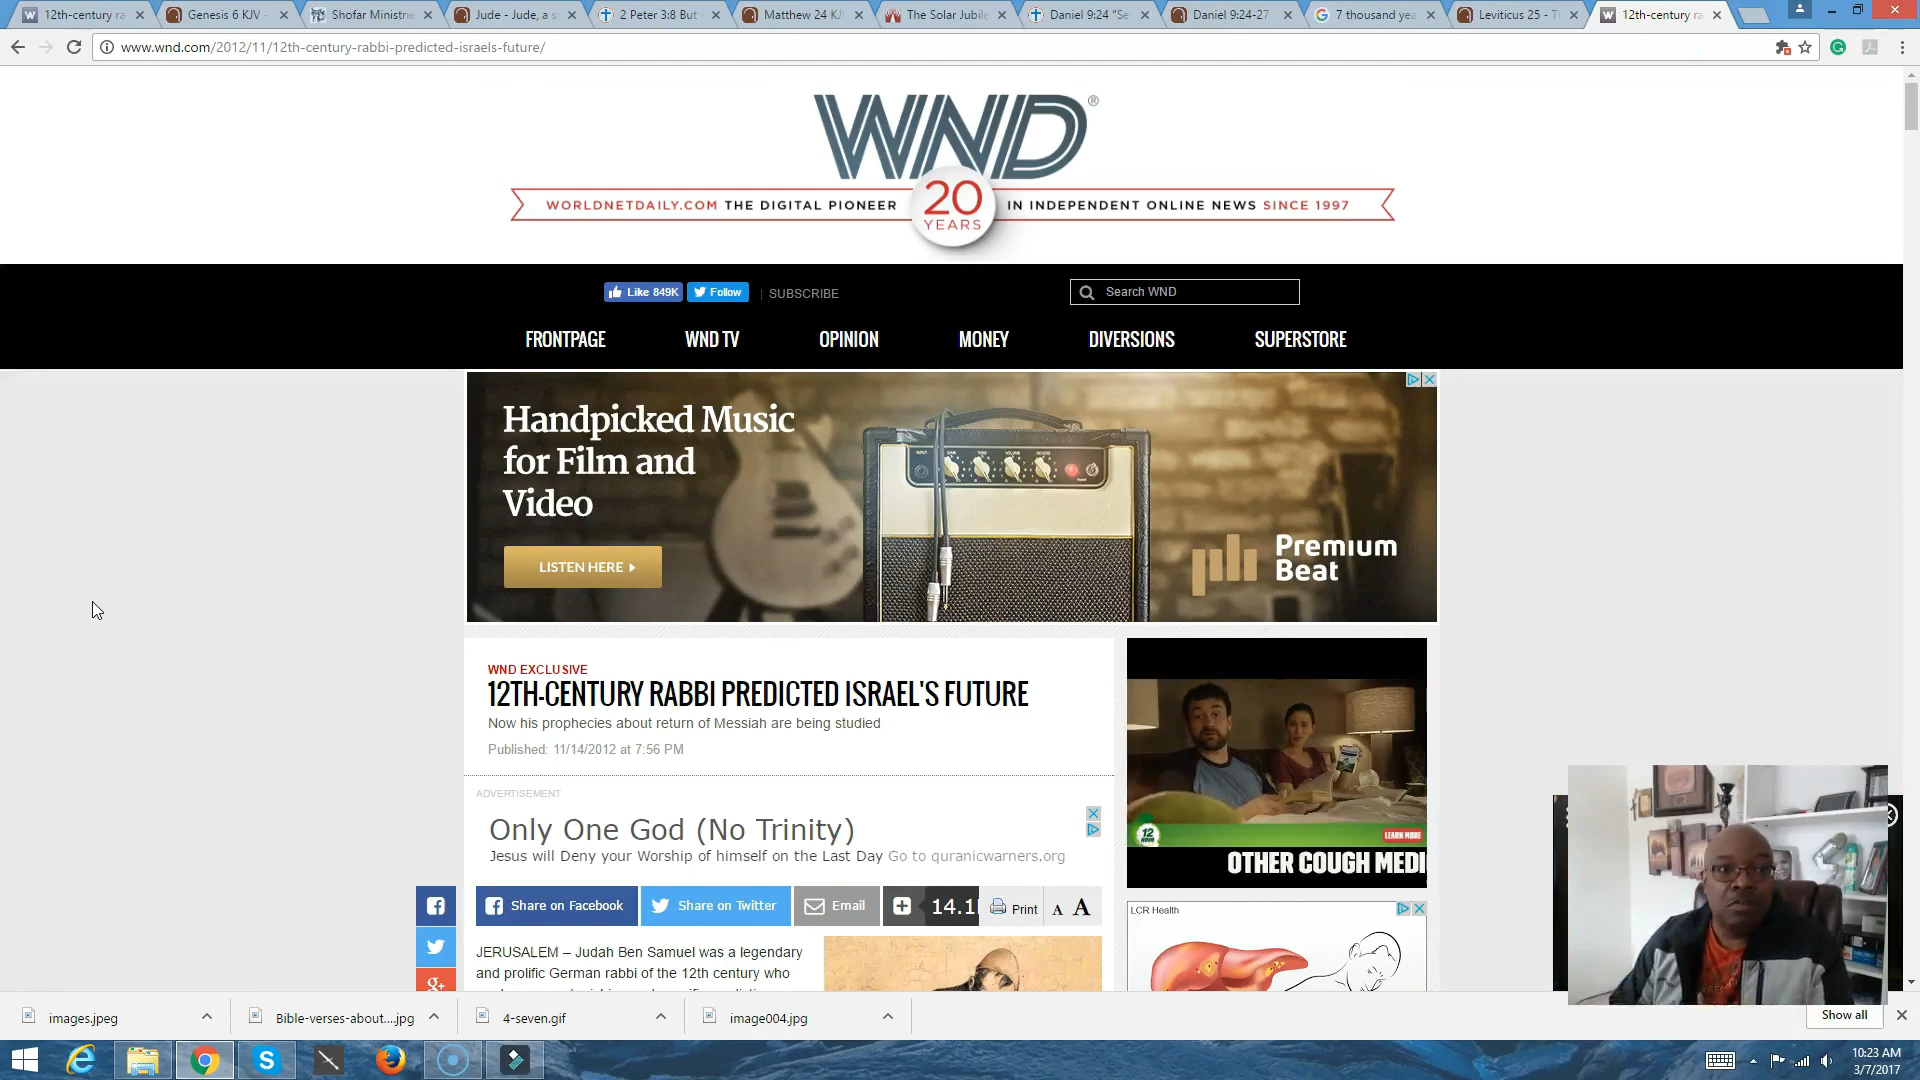 12th-century ra
Genesis 6 KJV -
Shofar Ministrie
Jude - Jude, a s
2 Peter 3:8 But
Matthew 24 KJ
The Solar Jubile
Daniel 9:24 "Se
Daniel 9:24-27
7 thousand yea
Leviticus 25 - T
12th-century ra
www.wnd.com/2012/11/12th-century-rabbi-predicted-israels-future/
WND®
WORLDNETDAILY.COM THE DIGITAL PIONEER 20 YEARS IN INDEPENDENT ONLINE NEWS SINCE 1997
Like 849K Follow | SUBSCRIBE Search WND
FRONTPAGE WND TV OPINION MONEY DIVERSIONS SUPERSTORE
Handpicked Music
for Film and
Video
LISTEN HERE
Premium
Beat
WND EXCLUSIVE
12TH-CENTURY RABBI PREDICTED ISRAEL'S FUTURE
Now his prophecies about return of Messiah are being studied
Published: 11/14/2012 at 7:56 PM
ADVERTISEMENT
Only One God (No Trinity)
Jesus will Deny your Worship of himself on the Last Day Go to quranicwarners.org
Share on Facebook Share on Twitter Email 14.1 Print A A
JERUSALEM – Judah Ben Samuel was a legendary
and prolific German rabbi of the 12th century who
12
LEARN MORE
OTHER COUGH MEDI
LCR Health
g+
images.jpeg
Bible-verses-about....jpg
4-seven.gif
image004.jpg
Show all
10:23 AM
3/7/2017